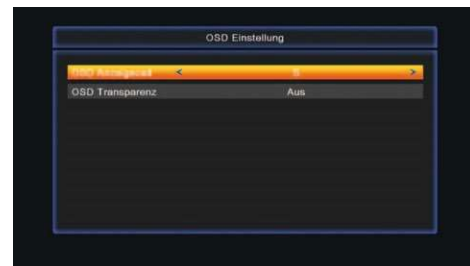 OSD Einstellung
OSD Anzeigezeit < 5 >
OSD Transparenz Aus